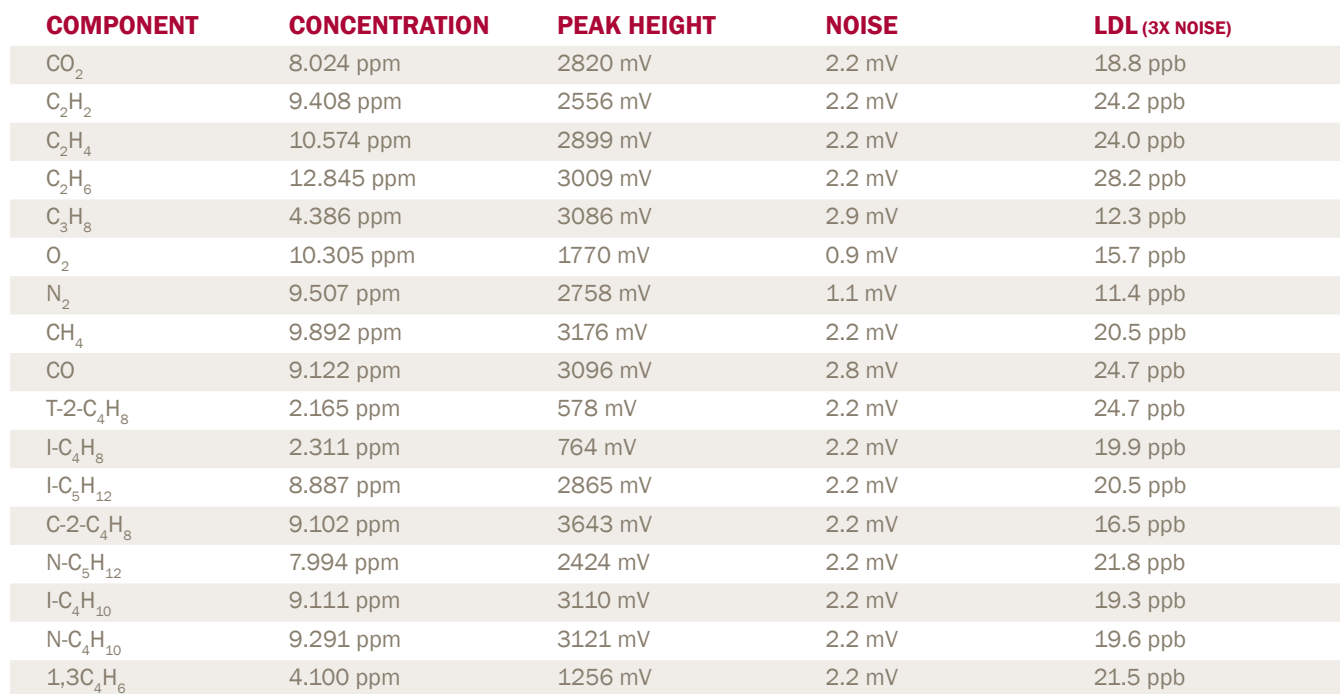 COMPONENT CONCENTRATION PEAK HEIGHT NOISE LDL (3X NOISE)
CO₂ 8.024 ppm 2820 mV 2.2 mV 18.8 ppb
C₂H₂ 9.408 ppm 2556 mV 2.2 mV 24.2 ppb
C₂H₄ 10.574 ppm 2899 mV 2.2 mV 24.0 ppb
C₂H₆ 12.845 ppm 3009 mV 2.2 mV 28.2 ppb
C₃H₈ 4.386 ppm 3086 mV 2.9 mV 12.3 ppb
O₂ 10.305 ppm 1770 mV 0.9 mV 15.7 ppb
N₂ 9.507 ppm 2758 mV 1.1 mV 11.4 ppb
CH₄ 9.892 ppm 3176 mV 2.2 mV 20.5 ppb
CO 9.122 ppm 3096 mV 2.8 mV 24.7 ppb
T-2-C₄H₈ 2.165 ppm 578 mV 2.2 mV 24.7 ppb
I-C₄H₈ 2.311 ppm 764 mV 2.2 mV 19.9 ppb
I-C₅H₁₂ 8.887 ppm 2865 mV 2.2 mV 20.5 ppb
C-2-C₄H₈ 9.102 ppm 3643 mV 2.2 mV 16.5 ppb
N-C₅H₁₂ 7.994 ppm 2424 mV 2.2 mV 21.8 ppb
I-C₄H₁₀ 9.111 ppm 3110 mV 2.2 mV 19.3 ppb
N-C₄H₁₀ 9.291 ppm 3121 mV 2.2 mV 19.6 ppb
1,3C₄H₆ 4.100 ppm 1256 mV 2.2 mV 21.5 ppb